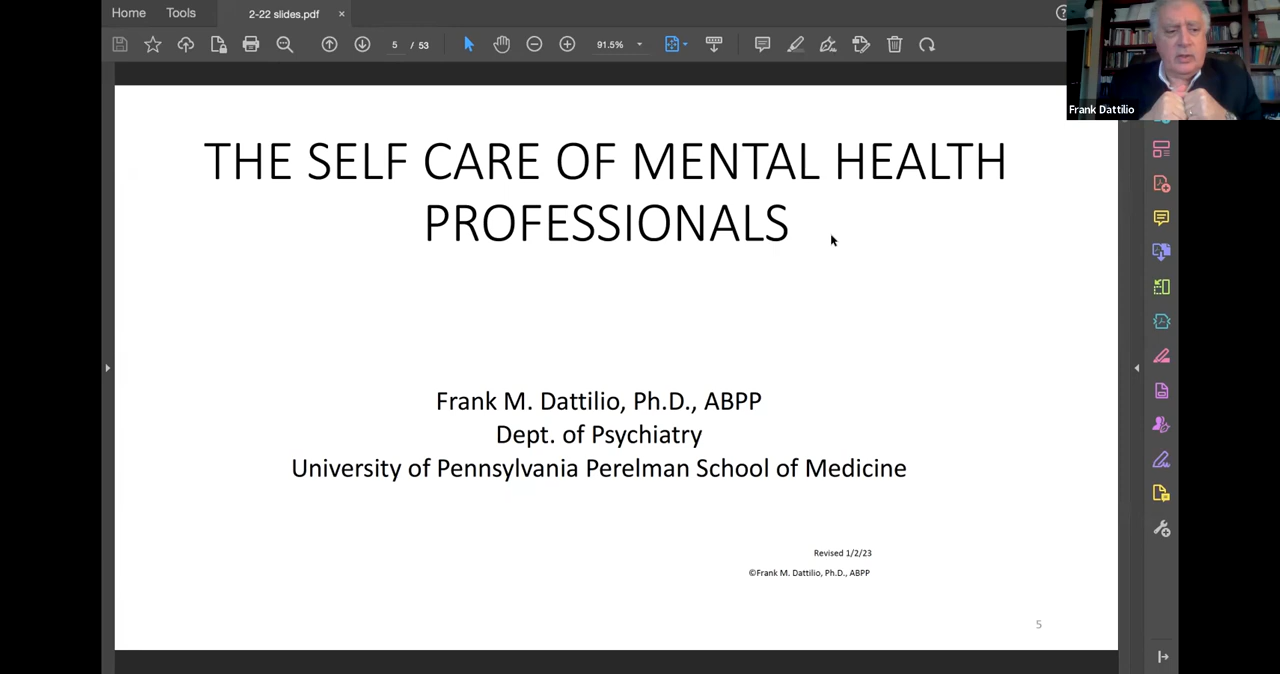 Home Tools 2-22 slides.pdf ×
5 / 53 91.5%
Frank Dattilio
THE SELF CARE OF MENTAL HEALTH
PROFESSIONALS
Frank M. Dattilio, Ph.D., ABPP
Dept. of Psychiatry
University of Pennsylvania Perelman School of Medicine
Revised 1/2/23
©Frank M. Dattilio, Ph.D., ABPP
5